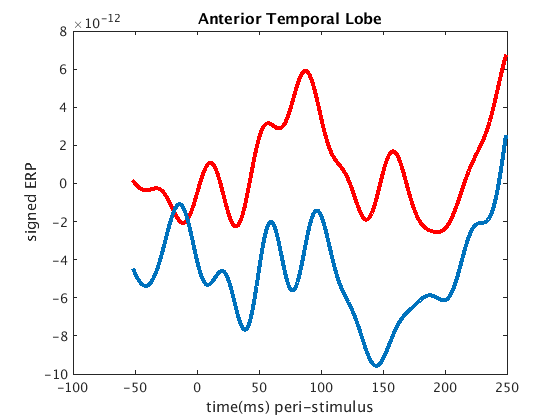 Anterior Temporal Lobe
×10⁻¹²
8
6
4
2
0
−2
−4
−6
−8
−10
signed ERP
−100 −50 0 50 100 150 200 250
time(ms) peri-stimulus